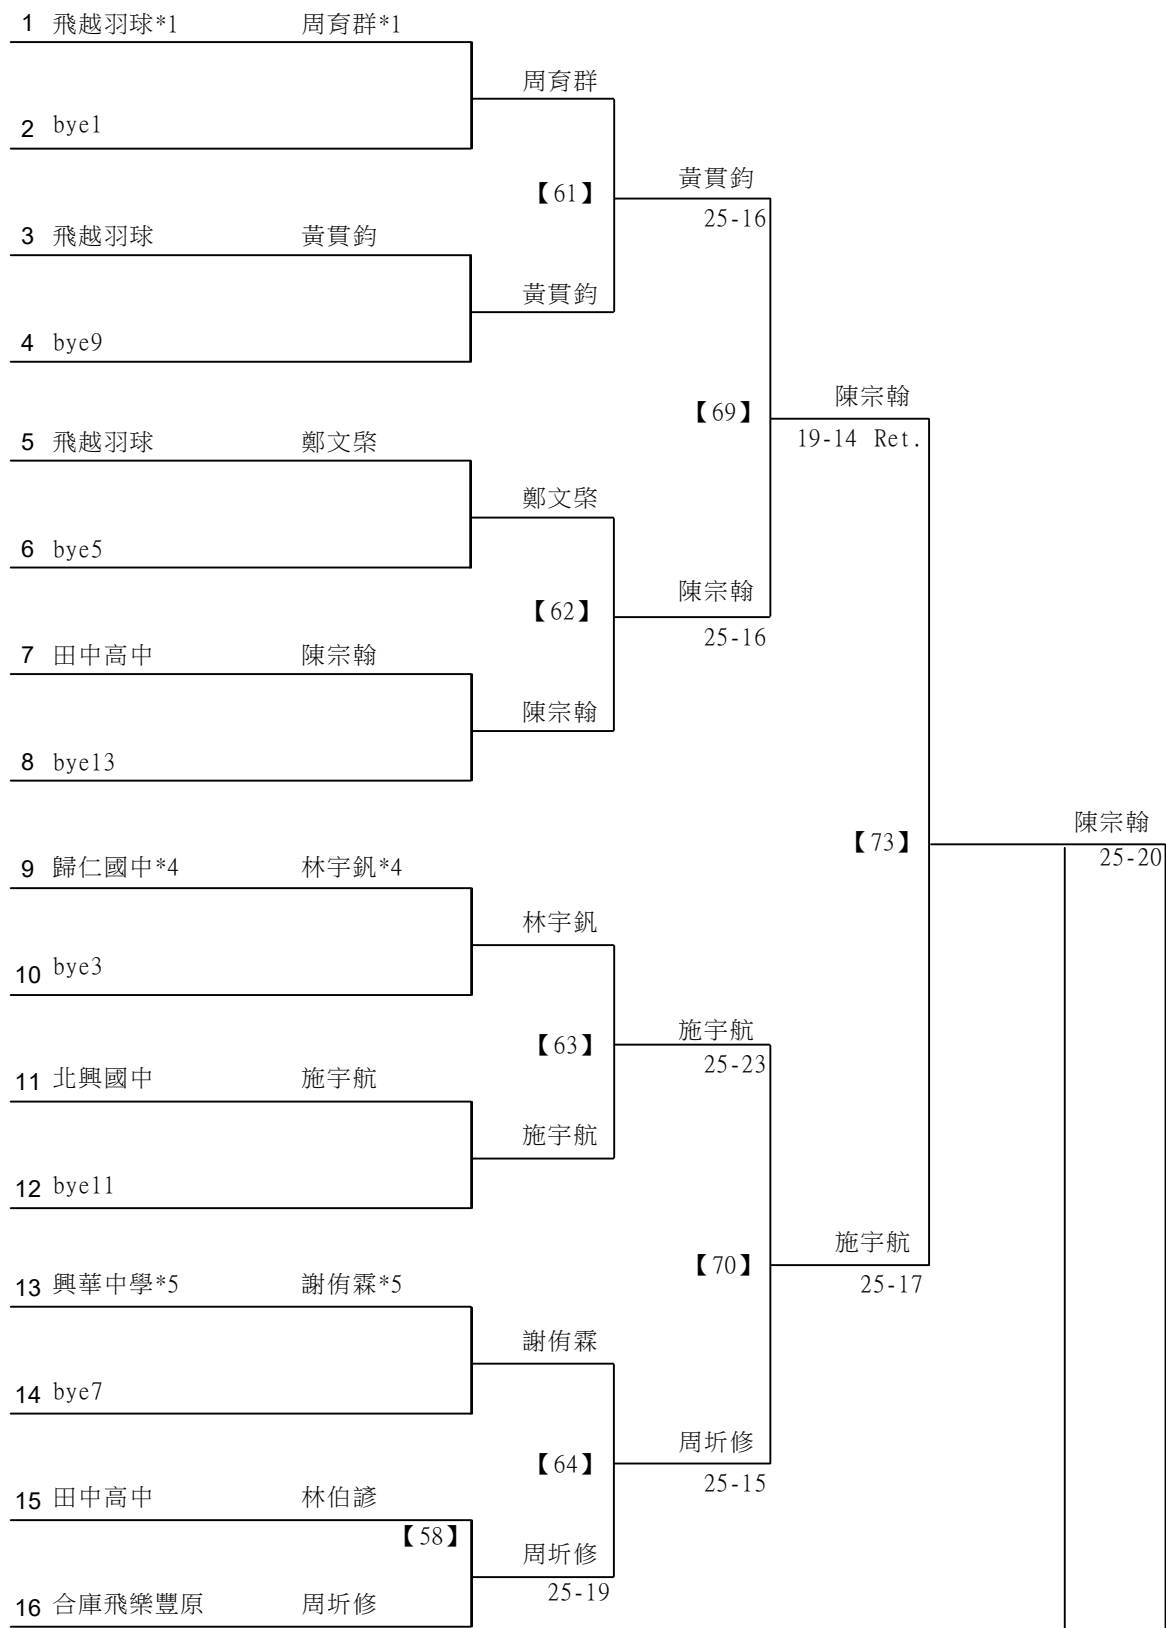 1 飛越羽球*1 周育群*1
周育群
2 bye1
【61】
黃貫鈞
25-16
3 飛越羽球 黃貫鈞
黃貫鈞
4 bye9
【69】
陳宗翰
19-14 Ret.
5 飛越羽球 鄭文棨
鄭文棨
6 bye5
【62】
陳宗翰
25-16
7 田中高中 陳宗翰
陳宗翰
8 bye13
【73】
陳宗翰
25-20
9 歸仁國中*4 林宇釩*4
林宇釩
10 bye3
【63】
施宇航
25-23
11 北興國中 施宇航
施宇航
12 bye11
【70】
施宇航
25-17
13 興華中學*5 謝侑霖*5
謝侑霖
14 bye7
【64】
周圻修
25-15
15 田中高中 林伯諺
【58】
周圻修
25-19
16 合庫飛樂豐原 周圻修